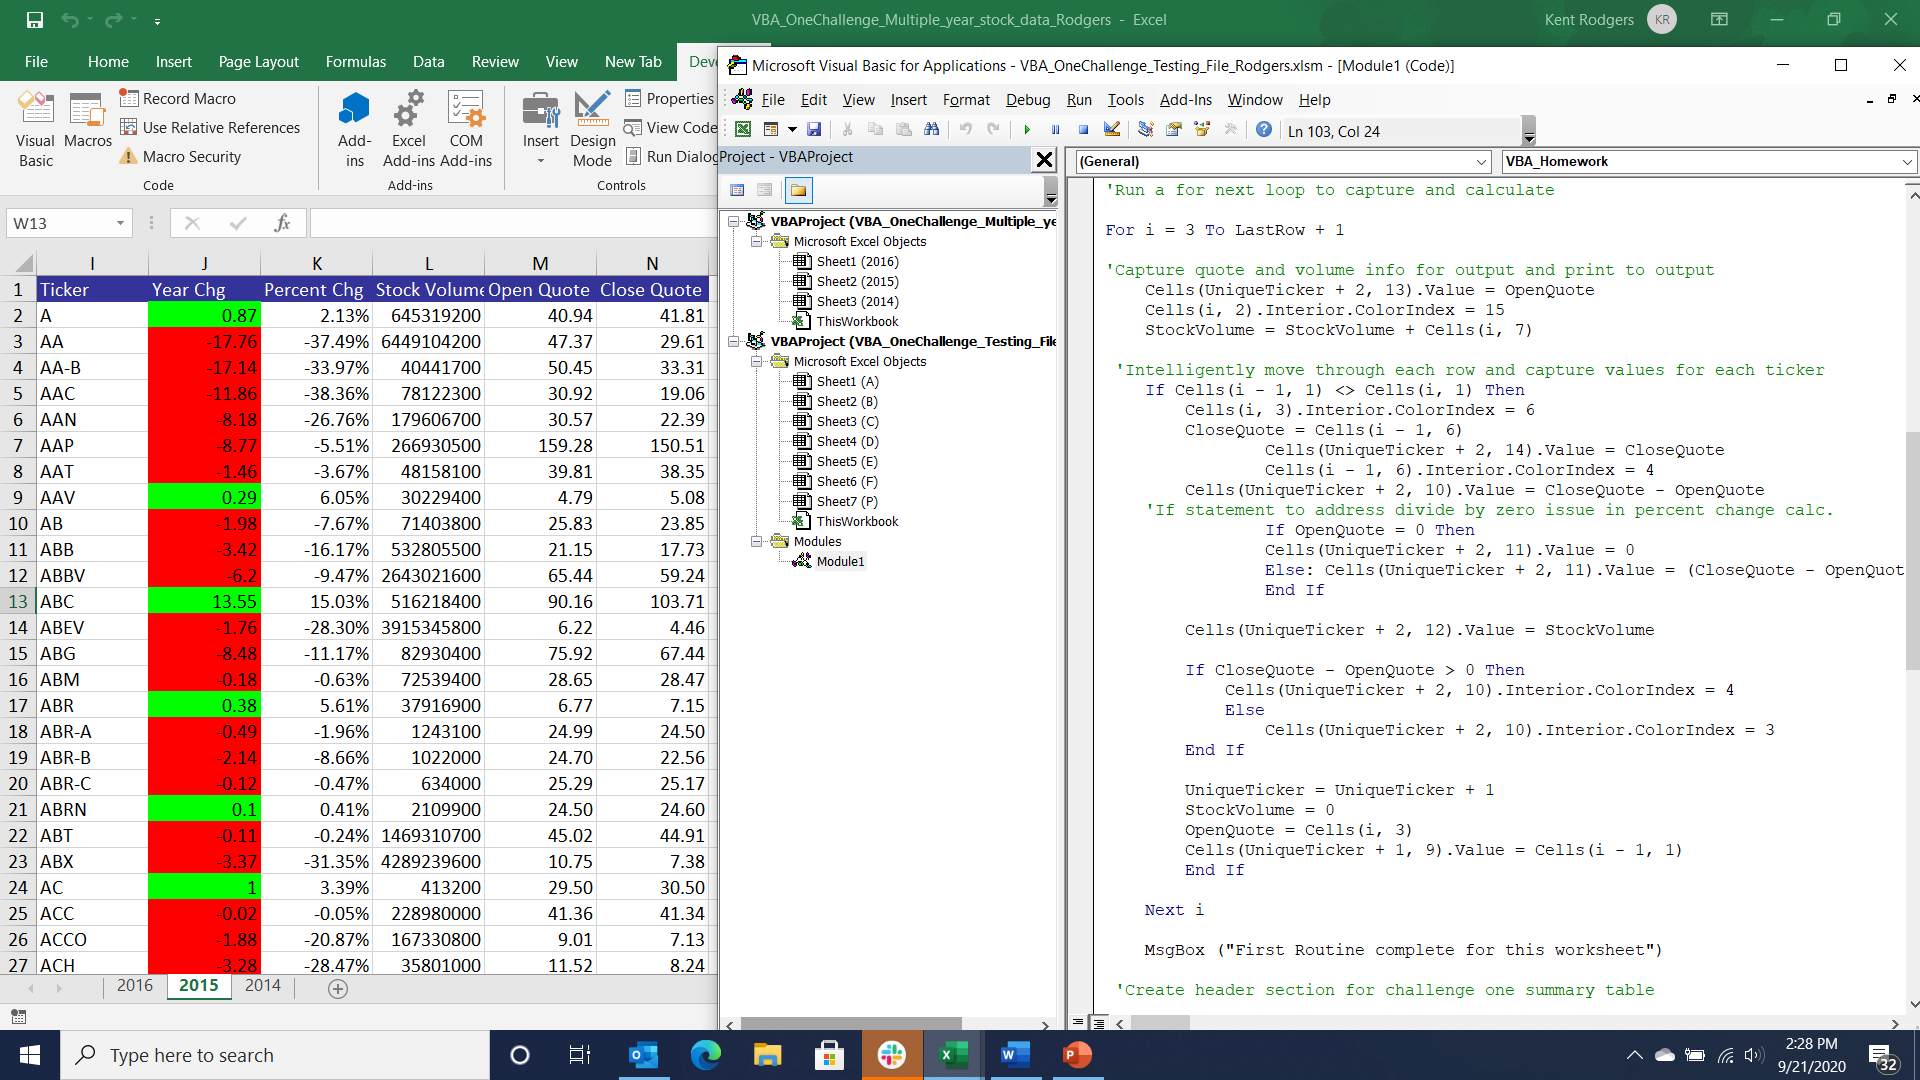 VBA_OneChallenge_Multiple_year_stock_data_Rodgers - Excel
Kent Rodgers
KR
File Home Insert Page Layout Formulas Data Review View New Tab Deve
Record Macro
Use Relative References
Macro Security
Visual Basic
Macros
Code
Add-ins
Excel Add-ins
COM Add-ins
Add-ins
Insert
Design Mode
Properties
View Code
Run Dialog
Controls
W13
fx
I J K L M N
1 Ticker Year Chg Percent Chg Stock Volume Open Quote Close Quote
2 A 0.87 2.13% 645319200 40.94 41.81
3 AA -17.76 -37.49% 6449104200 47.37 29.61
4 AA-B -17.14 -33.97% 40441700 50.45 33.31
5 AAC -11.86 -38.36% 78122300 30.92 19.06
6 AAN -8.18 -26.76% 179606700 30.57 22.39
7 AAP -8.77 -5.51% 266930500 159.28 150.51
8 AAT -1.46 -3.67% 48158100 39.81 38.35
9 AAV 0.29 6.05% 30229400 4.79 5.08
10 AB -1.98 -7.67% 71403800 25.83 23.85
11 ABB -3.42 -16.17% 532805500 21.15 17.73
12 ABBV -6.2 -9.47% 2643021600 65.44 59.24
13 ABC 13.55 15.03% 516218400 90.16 103.71
14 ABEV -1.76 -28.30% 3915345800 6.22 4.46
15 ABG -8.48 -11.17% 82930400 75.92 67.44
16 ABM -0.18 -0.63% 72539400 28.65 28.47
17 ABR 0.38 5.61% 37916900 6.77 7.15
18 ABR-A -0.49 -1.96% 1243100 24.99 24.50
19 ABR-B -2.14 -8.66% 1022000 24.70 22.56
20 ABR-C -0.12 -0.47% 634000 25.29 25.17
21 ABRN 0.1 0.41% 2109900 24.50 24.60
22 ABT -0.11 -0.24% 1469310700 45.02 44.91
23 ABX -3.37 -31.35% 4289239600 10.75 7.38
24 AC 1 3.39% 413200 29.50 30.50
25 ACC -0.02 -0.05% 228980000 41.36 41.34
26 ACCO -1.88 -20.87% 167330800 9.01 7.13
27 ACH -3.28 -28.47% 35801000 11.52 8.24
2016 2015 2014
Microsoft Visual Basic for Applications - VBA_OneChallenge_Testing_File_Rodgers.xlsm - [Module1 (Code)]
File Edit View Insert Format Debug Run Tools Add-Ins Window Help
Ln 103, Col 24
Project - VBAProject
VBAProject (VBA_OneChallenge_Multiple_ye
Microsoft Excel Objects
Sheet1 (2016)
Sheet2 (2015)
Sheet3 (2014)
ThisWorkbook
VBAProject (VBA_OneChallenge_Testing_File
Microsoft Excel Objects
Sheet1 (A)
Sheet2 (B)
Sheet3 (C)
Sheet4 (D)
Sheet5 (E)
Sheet6 (F)
Sheet7 (P)
ThisWorkbook
Modules
Module1
(General)
VBA_Homework
'Run a for next loop to capture and calculate
For i = 3 To LastRow + 1
'Capture quote and volume info for output and print to output
Cells(UniqueTicker + 2, 13).Value = OpenQuote
Cells(i, 2).Interior.ColorIndex = 15
StockVolume = StockVolume + Cells(i, 7)
'Intelligently move through each row and capture values for each ticker
If Cells(i - 1, 1) <> Cells(i, 1) Then
Cells(i, 3).Interior.ColorIndex = 6
CloseQuote = Cells(i - 1, 6)
Cells(UniqueTicker + 2, 14).Value = CloseQuote
Cells(i - 1, 6).Interior.ColorIndex = 4
Cells(UniqueTicker + 2, 10).Value = CloseQuote - OpenQuote
'If statement to address divide by zero issue in percent change calc.
If OpenQuote = 0 Then
Cells(UniqueTicker + 2, 11).Value = 0
Else: Cells(UniqueTicker + 2, 11).Value = (CloseQuote - OpenQuot
End If
Cells(UniqueTicker + 2, 12).Value = StockVolume
If CloseQuote - OpenQuote > 0 Then
Cells(UniqueTicker + 2, 10).Interior.ColorIndex = 4
Else
Cells(UniqueTicker + 2, 10).Interior.ColorIndex = 3
End If
UniqueTicker = UniqueTicker + 1
StockVolume = 0
OpenQuote = Cells(i, 3)
Cells(UniqueTicker + 1, 9).Value = Cells(i - 1, 1)
End If
Next i
MsgBox ("First Routine complete for this worksheet")
'Create header section for challenge one summary table
Type here to search
2:28 PM
9/21/2020
32